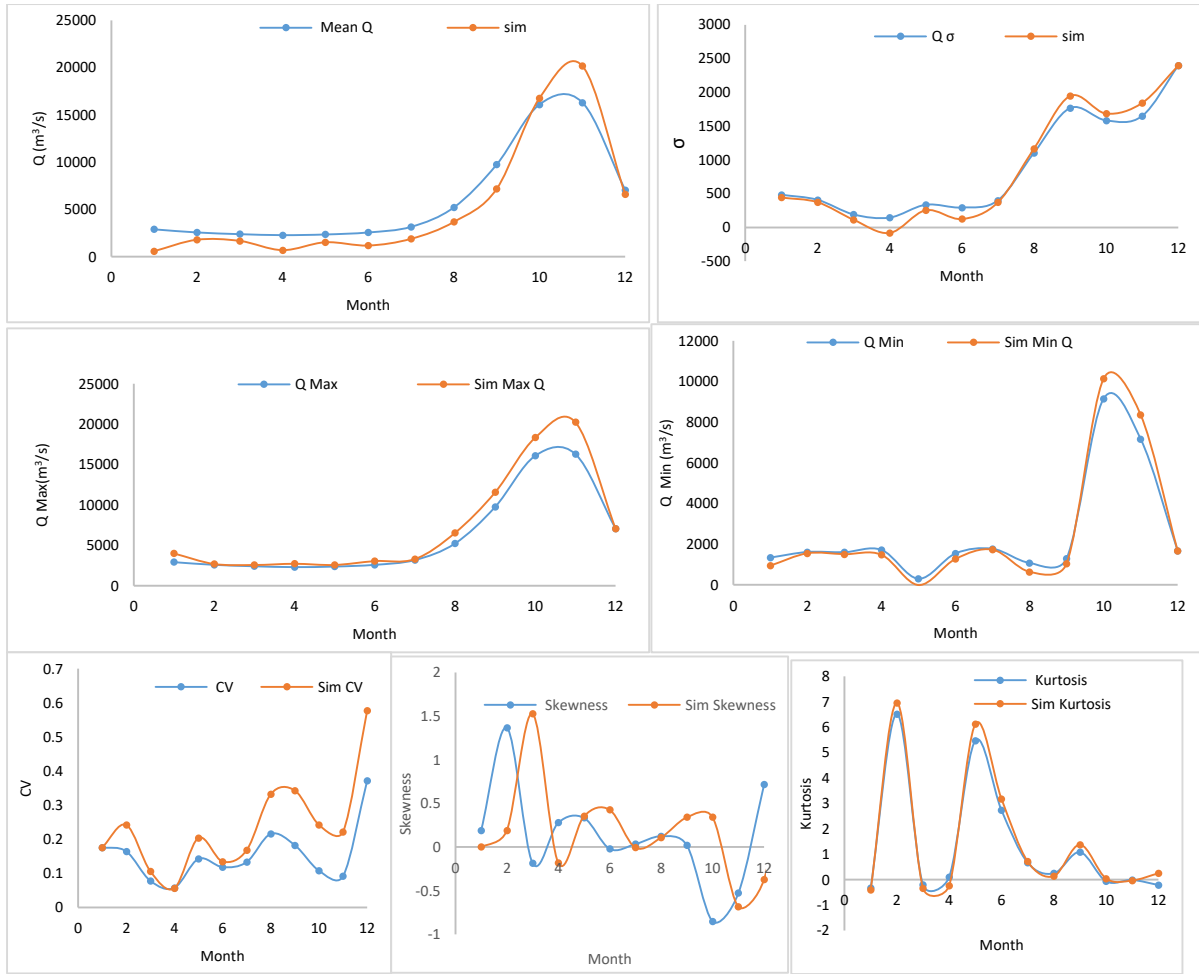 Mean Q sim
25000
20000
15000
10000
5000
0
Q (m³/s)
0 2 4 6 8 10 12
Month
Q σ sim
3000
2500
2000
1500
1000
500
0
-500
σ
0 2 4 6 8 10 12
Month
Q Max Sim Max Q
25000
20000
15000
10000
5000
0
Q Max(m³/s)
0 2 4 6 8 10 12
Month
Q Min Sim Min Q
12000
10000
8000
6000
4000
2000
0
Q Min (m³/s)
0 2 4 6 8 10 12
Month
CV Sim CV
0.7
0.6
0.5
0.4
0.3
0.2
0.1
0
CV
0 2 4 6 8 10 12
Month
Skewness Sim Skewness
2
1.5
1
0.5
0
-0.5
-1
Skewness
0 2 4 6 8 10 12
Month
Kurtosis
Sim Kurtosis
8
7
6
5
4
3
2
1
0
-1
-2
Kurtosis
0 2 4 6 8 10 12
Month